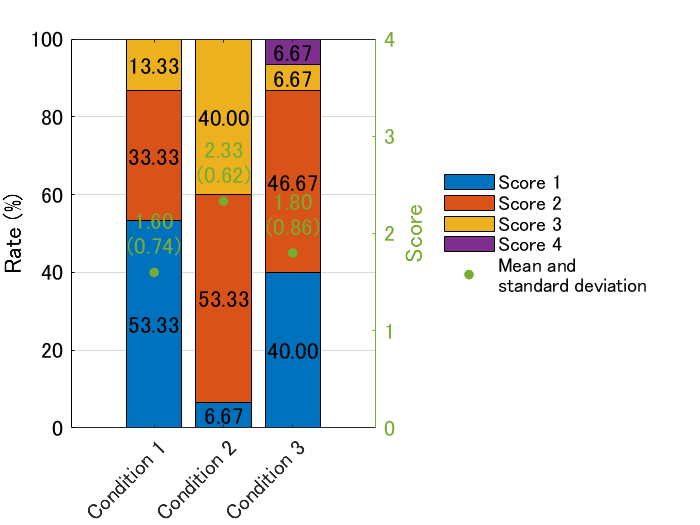 100
80
60
40
20
0
Rate (%)
13.33
33.33
1.60
(0.74)
53.33
40.00
2.33
(0.62)
53.33
6.67
6.67
6.67
46.67
1.80
(0.86)
40.00
4
3
2
1
0
Score
Condition 1
Condition 2
Condition 3
Score 1
Score 2
Score 3
Score 4
Mean and
standard deviation